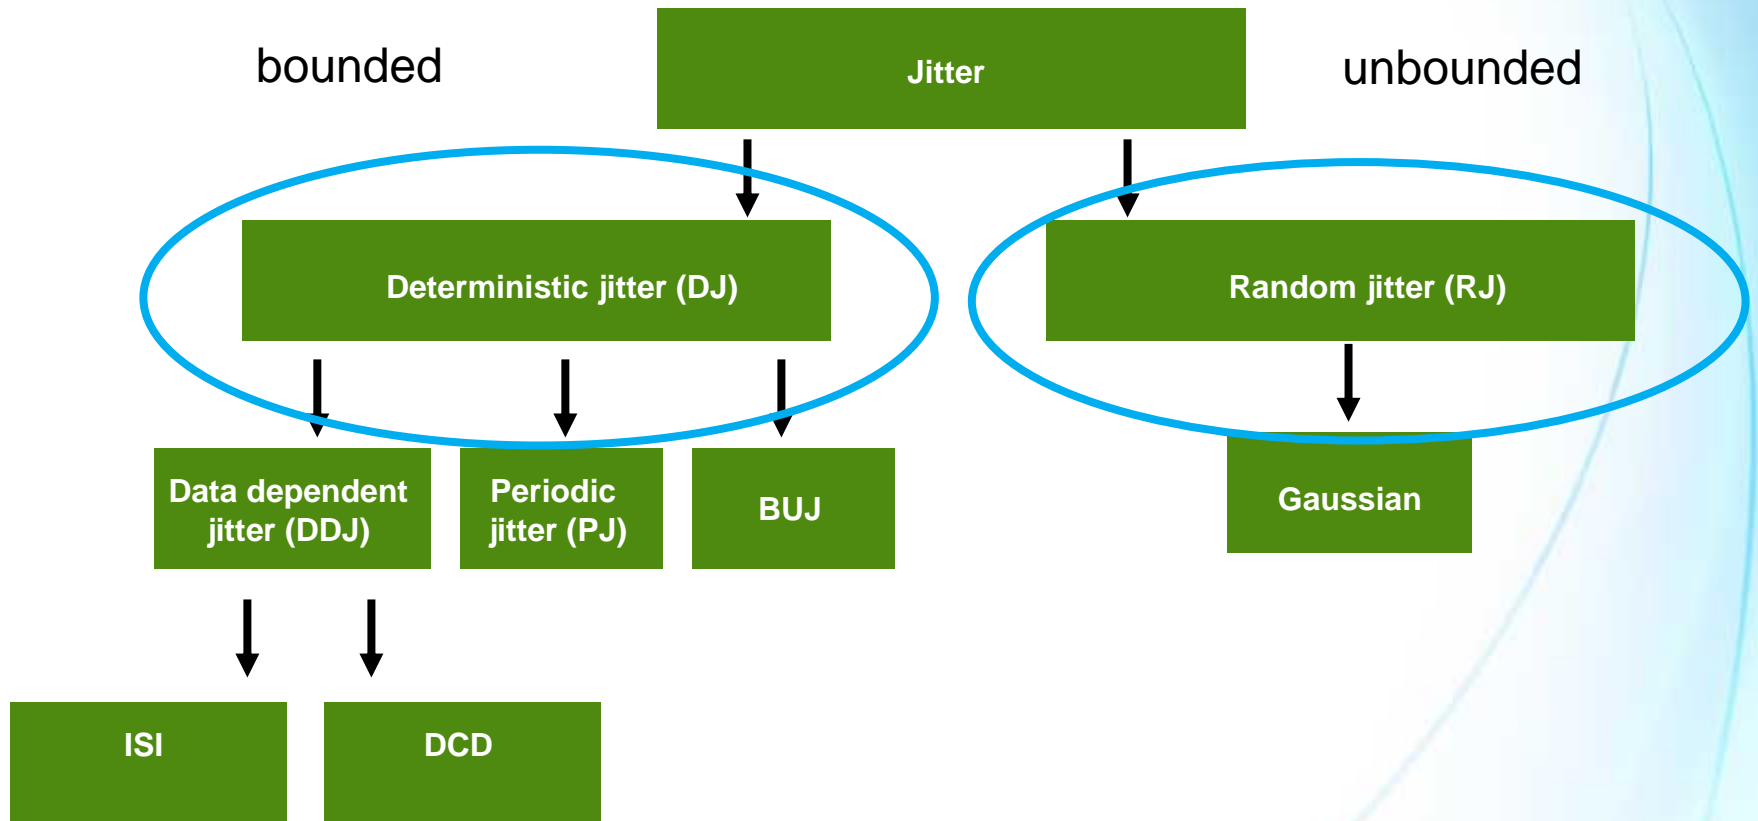 bounded
Jitter
unbounded
Deterministic jitter (DJ)
Random jitter (RJ)
Data dependent
jitter (DDJ)
Periodic
jitter (PJ)
BUJ
Gaussian
ISI
DCD